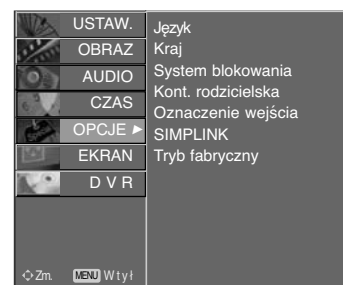 USTAW.
OBRAZ
AUDIO
CZAS
OPCJE ►
EKRAN
D V R
Zm. MENU Wtył
Język
Kraj
System blokowania
Kont. rodzicielska
Oznaczenie wejścia
SIMPLINK
Tryb fabryczny